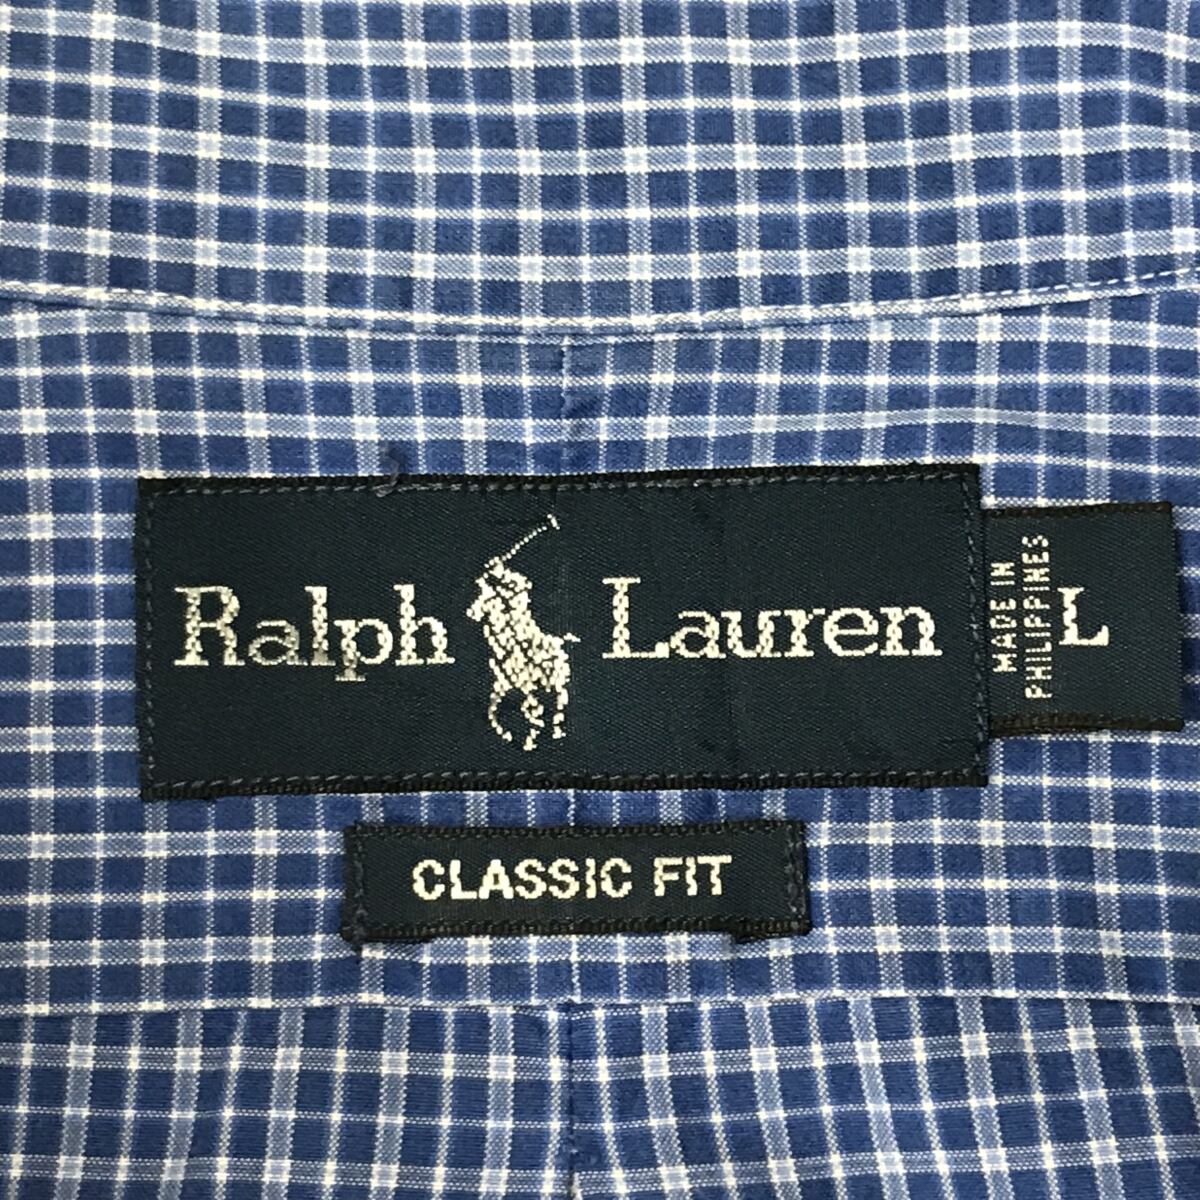 Ralph Lauren
MADE IN
PHILIPPINES
L
CLASSIC FIT